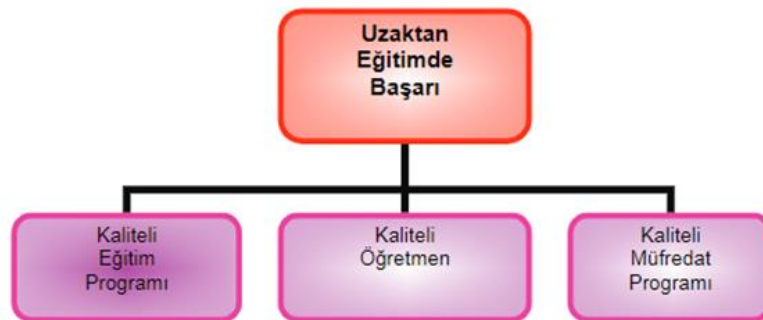 Uzaktan
Eğitimde
Başarı
Kaliteli
Eğitim
Programı
Kaliteli
Öğretmen
Kaliteli
Müfredat
Programı